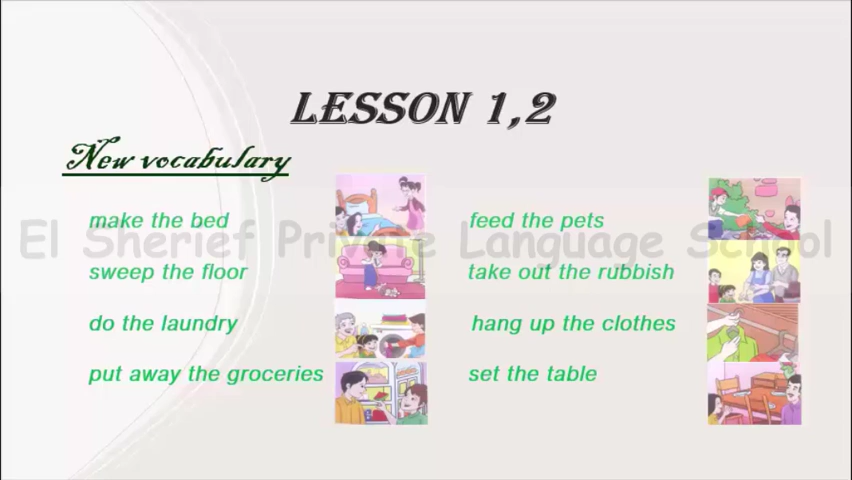 LESSON 1,2
New vocabulary
make the bed
feed the pets
El Sherief Private Language School
sweep the floor
take out the rubbish
do the laundry
hang up the clothes
put away the groceries
set the table